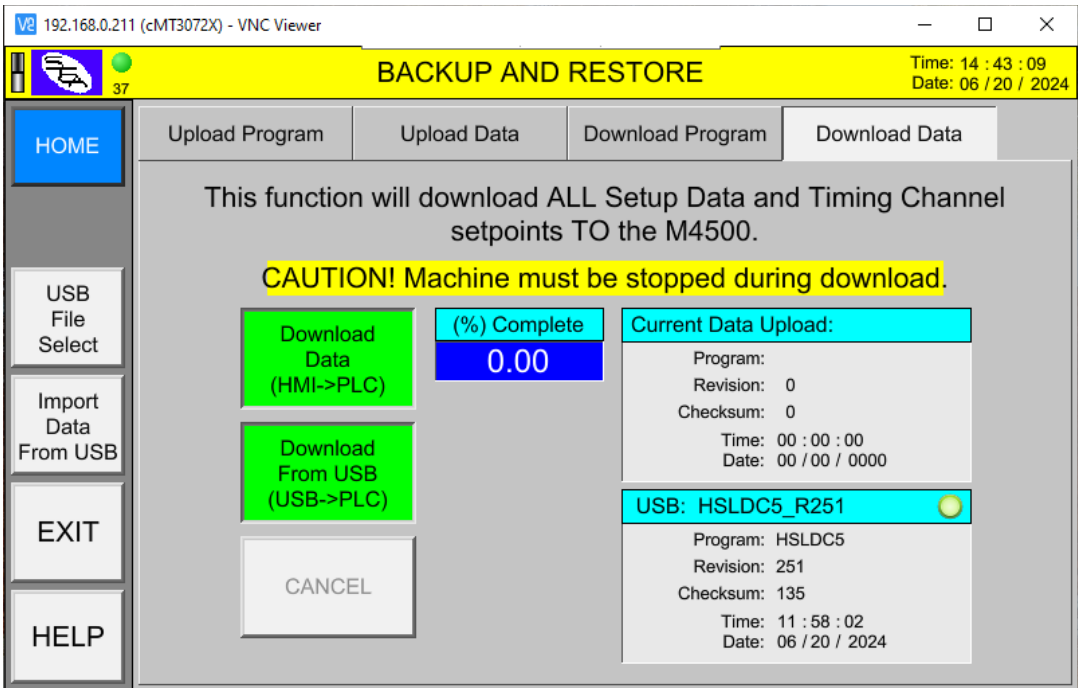 192.168.0.211 (cMT3072X) - VNC Viewer
BACKUP AND RESTORE
Time: 14 : 43 : 09
Date: 06 / 20 / 2024
37
HOME
Upload Program
Upload Data
Download Program
Download Data
This function will download ALL Setup Data and Timing Channel
setpoints TO the M4500.
CAUTION! Machine must be stopped during download.
USB
File
Select
Import
Data
From USB
EXIT
HELP
Download
Data
(HMI->PLC)
Download
From USB
(USB->PLC)
CANCEL
(%) Complete
0.00
Current Data Upload:
Program:
Revision: 0
Checksum: 0
Time: 00 : 00 : 00
Date: 00 / 00 / 0000
USB: HSLDC5_R251
Program: HSLDC5
Revision: 251
Checksum: 135
Time: 11 : 58 : 02
Date: 06 / 20 / 2024